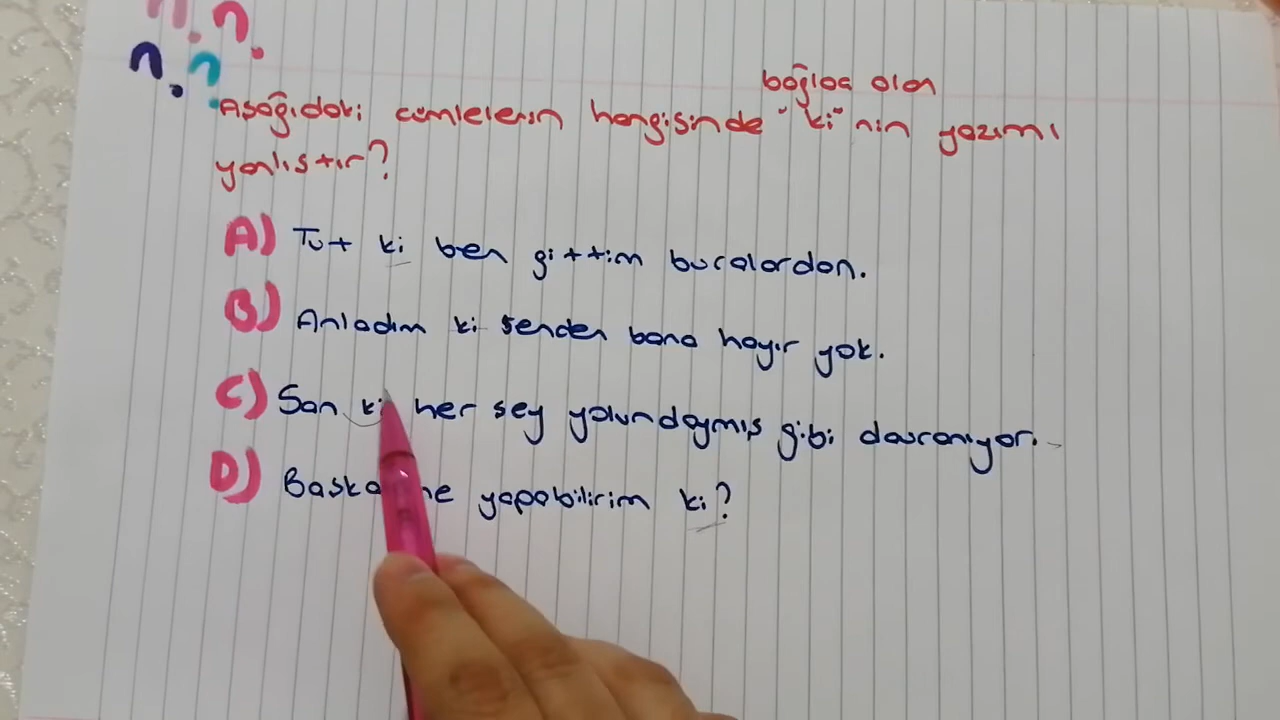 ?
?
?
?
bağlaç olan
Aşağıdaki cümlelerin hangisinde "ki" nin yazımı
yanlıştır?
A) Tut ki ben gittim buralardan.
B) Anladım ki senden bana hayır yok.
C) San ki her şey yolundaymış gibi davranıyor.
D) Başka ne yapabilirim ki?